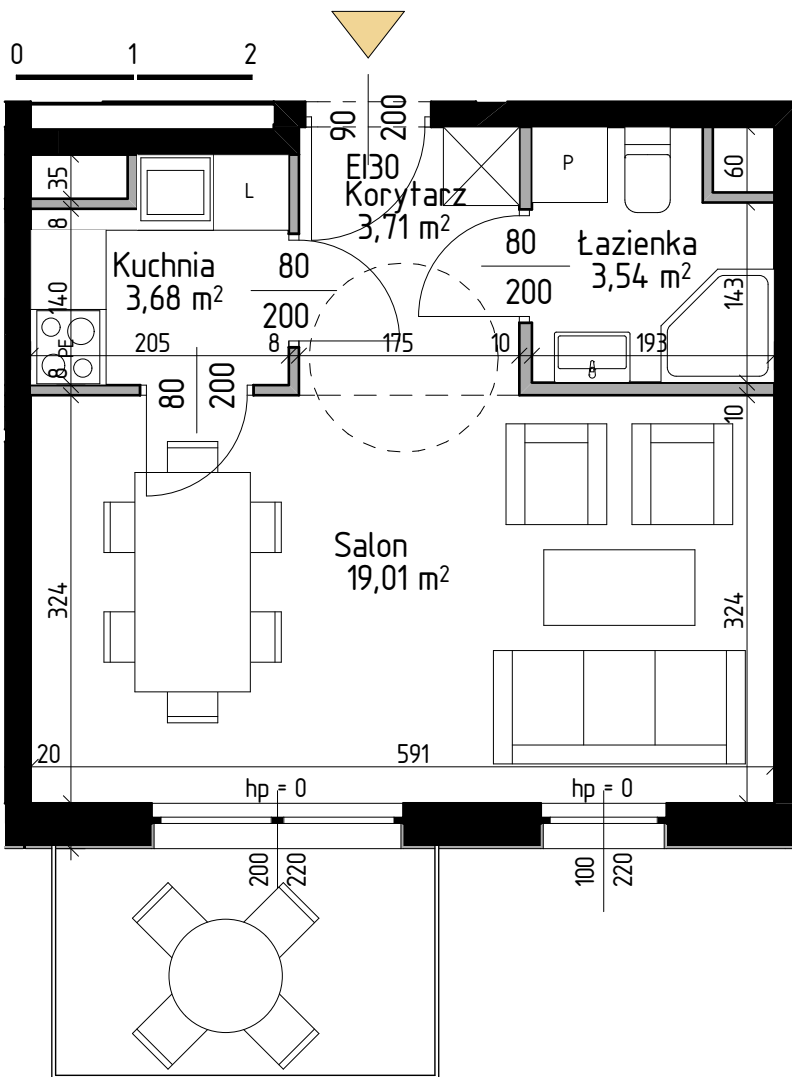 0 1 2
90
200
EI30
Korytarz
3,71 m²
35
8
140
8
PE
L
P
60
143
10
Kuchnia
3,68 m²
80
200
80
200
Łazienka
3,54 m²
205
8
175
10
193
80
200
Salon
19,01 m²
324
324
20
591
hp = 0
hp = 0
200
220
100
220